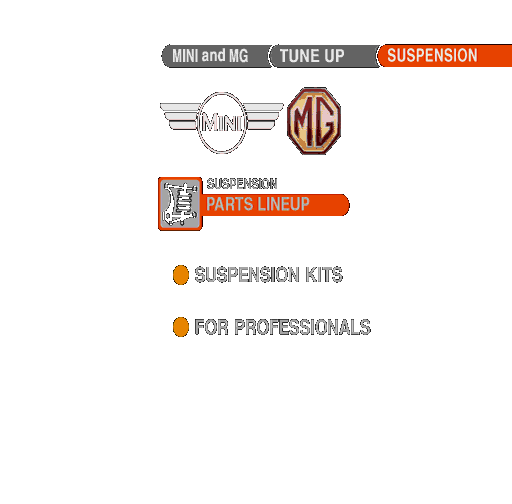 MINI and MG TUNE UP SUSPENSION
MINI MG
SUSPENSION
PARTS LINEUP
SUSPENSION KITS
FOR PROFESSIONALS